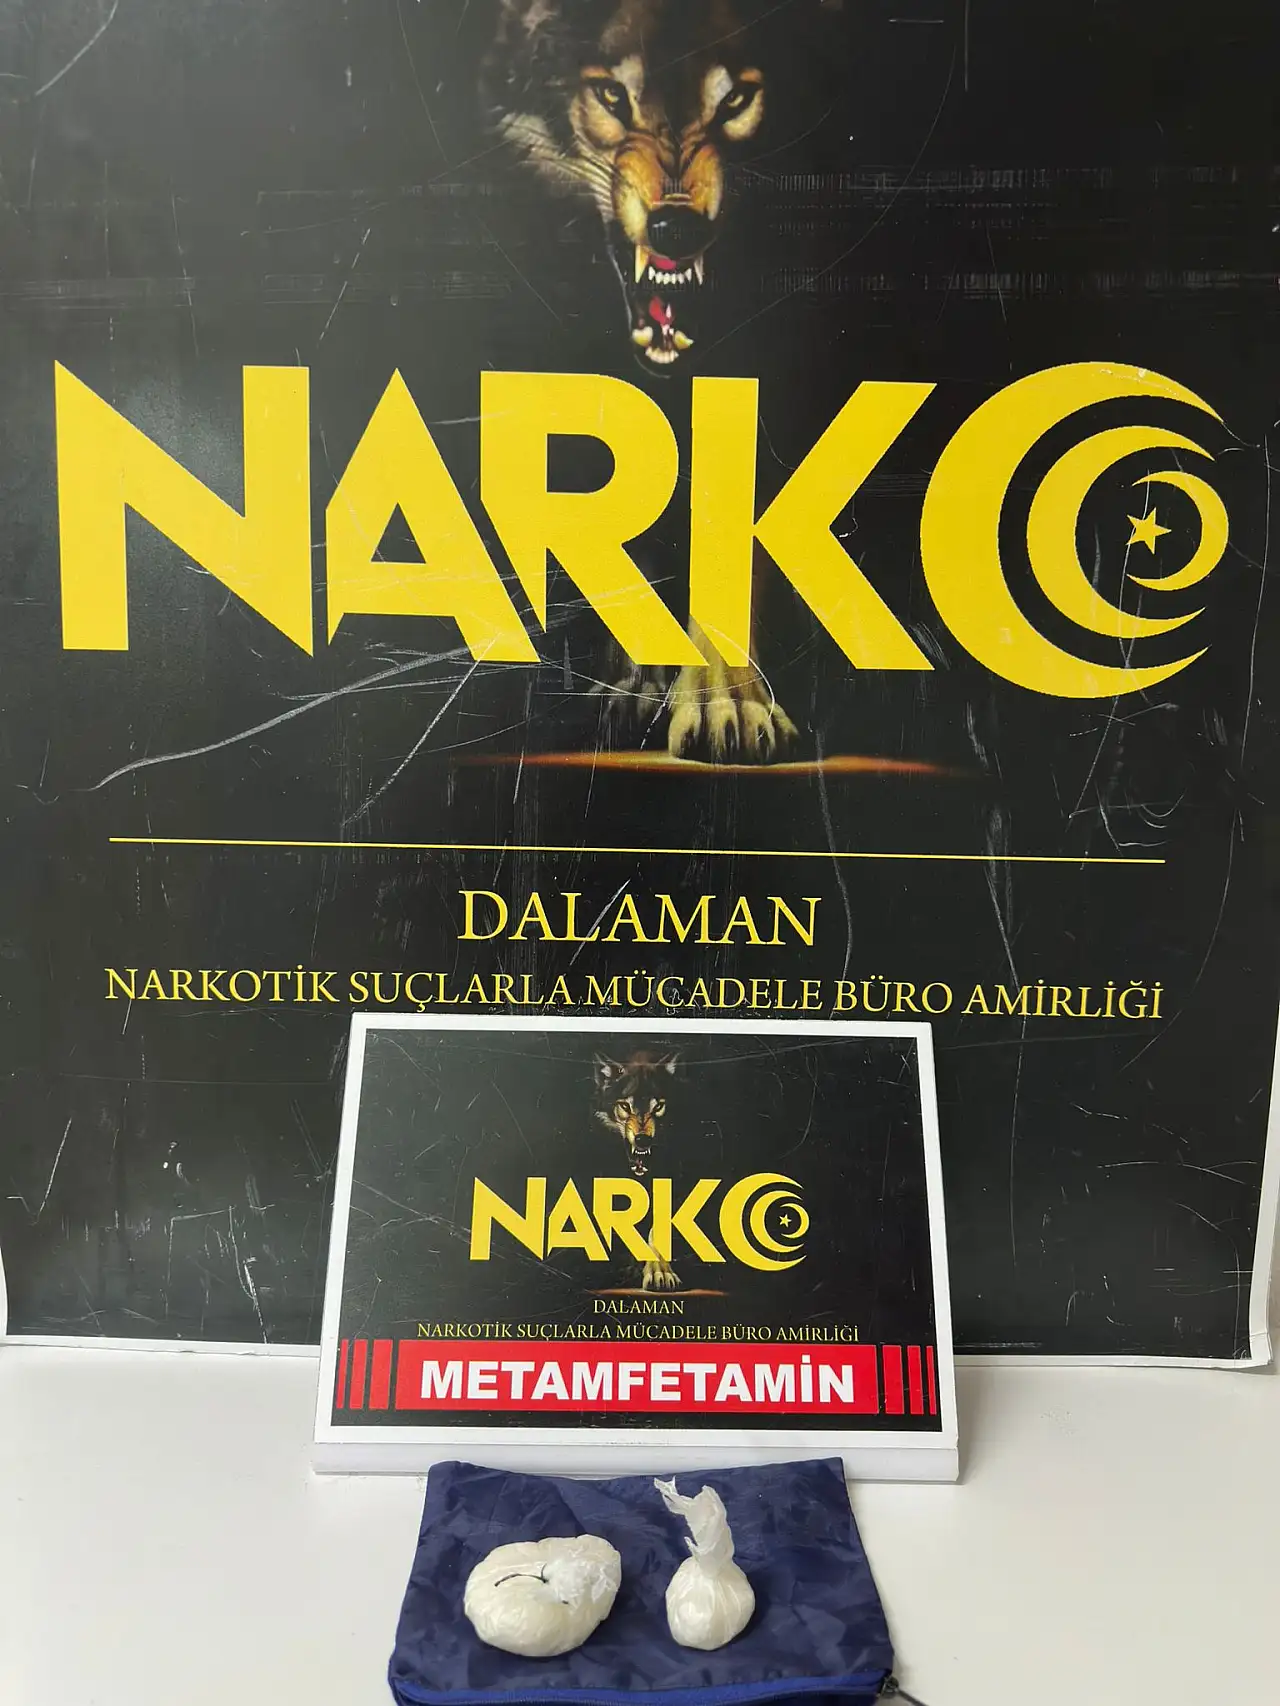 NARKO
DALAMAN
NARKOTİK SUÇLARLA MÜCADELE BÜRO AMİRLİĞİ
NARKO
DALAMAN
NARKOTİK SUÇLARLA MÜCADELE BÜRO AMİRLİĞİ
METAMFETAMİN